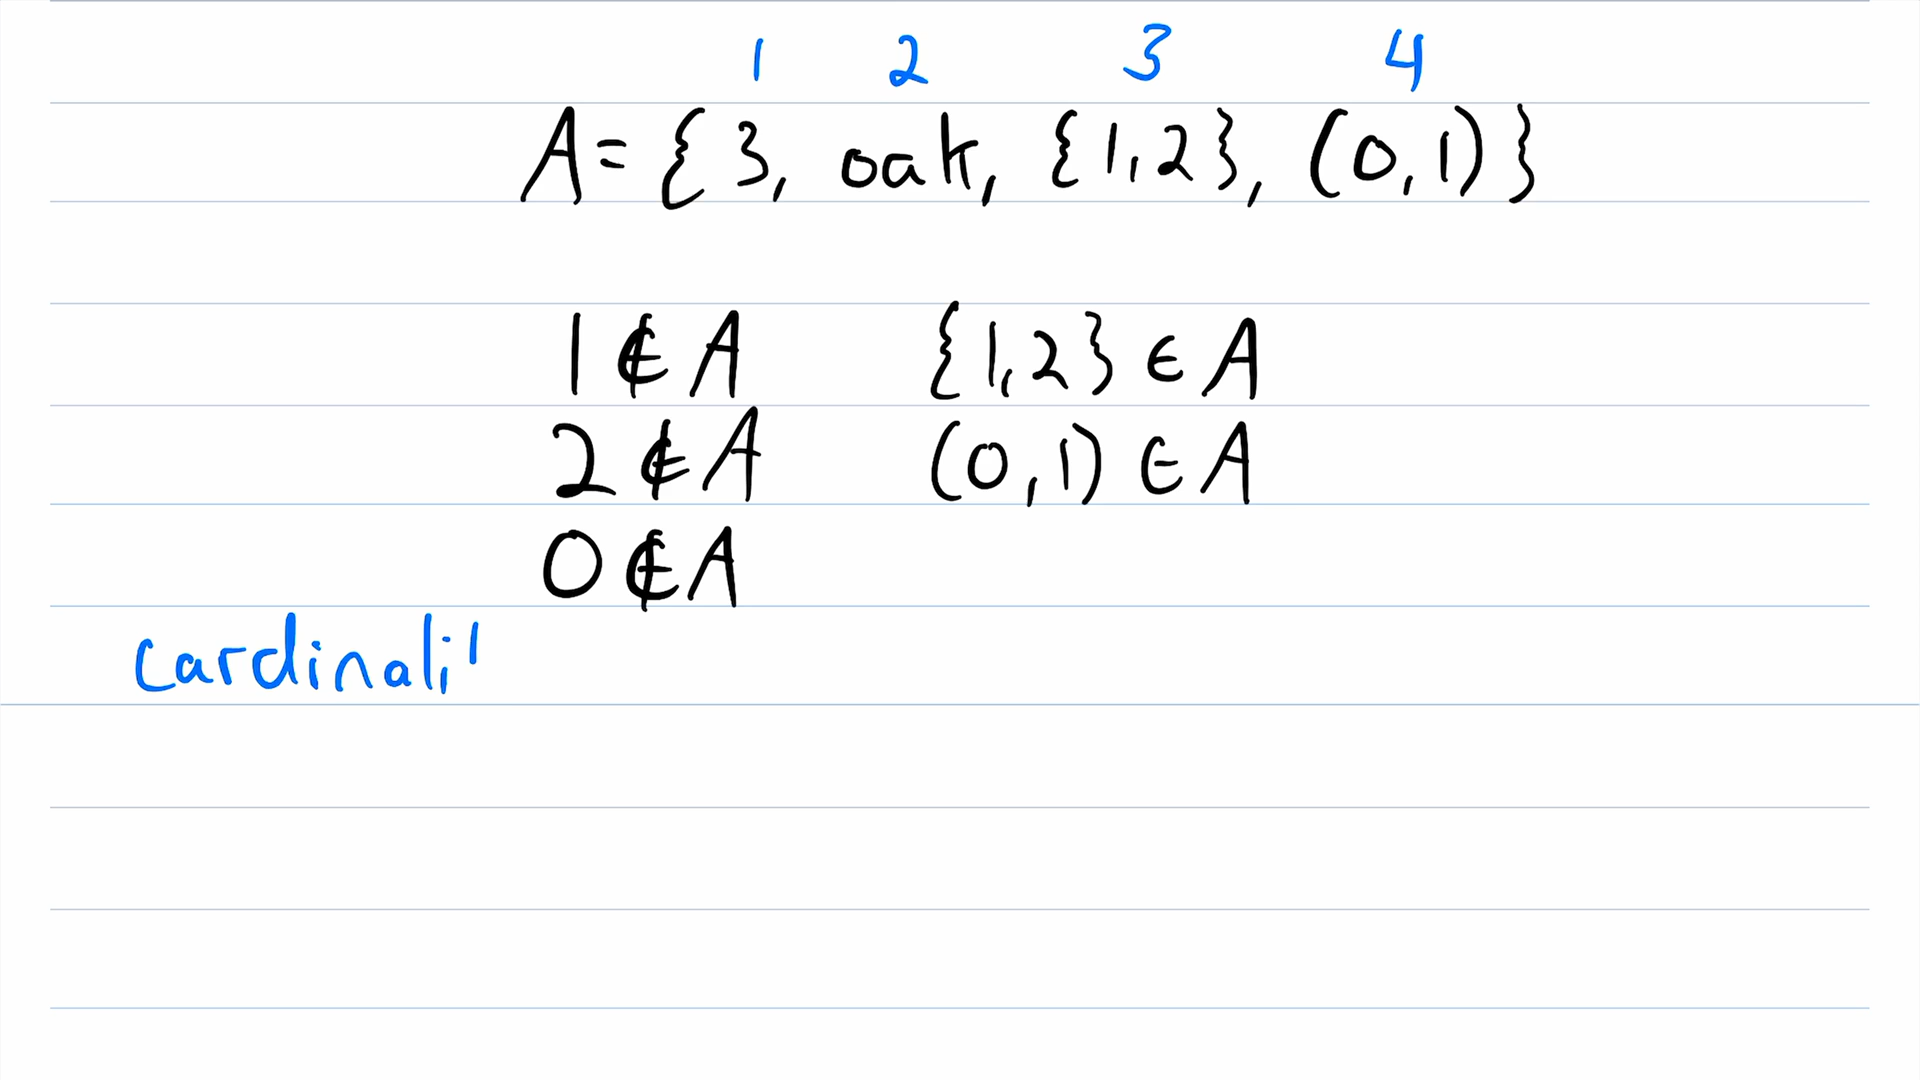 1 2 3 4
A = {3, oak, {1,2}, (0,1)}
1 ∉ A {1,2} ∈ A
2 ∉ A (0,1) ∈ A
0 ∉ A
cardinali